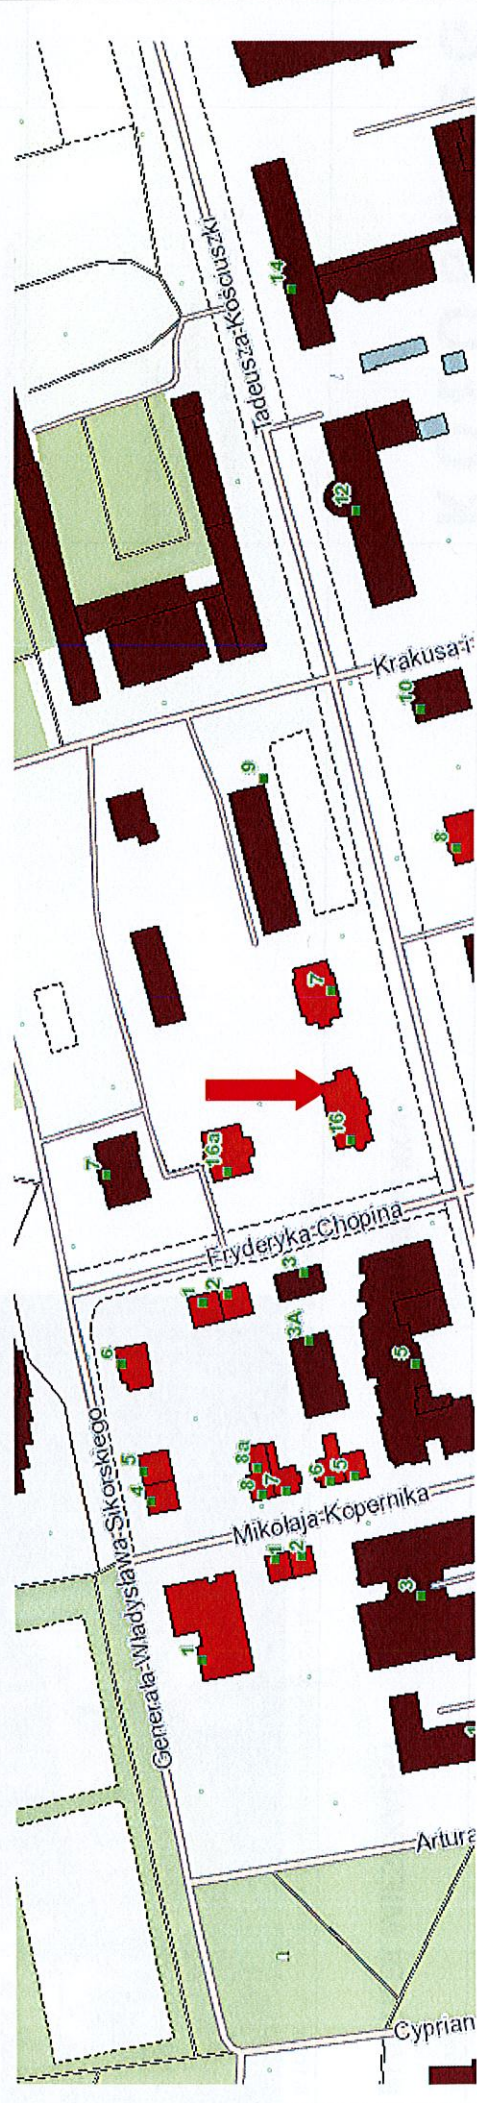 Tadeusza Kościuszki
14
12
Krakusa i
10
9
8
7
16
16a
7
Fryderyka Chopina
1
2
3
3A
6
5
5
4
8a
8
7
6
5
Generała Władysława Sikorskiego
Mikołaja Kopernika
1
2
1
3
1
Artura
1
Cyprian